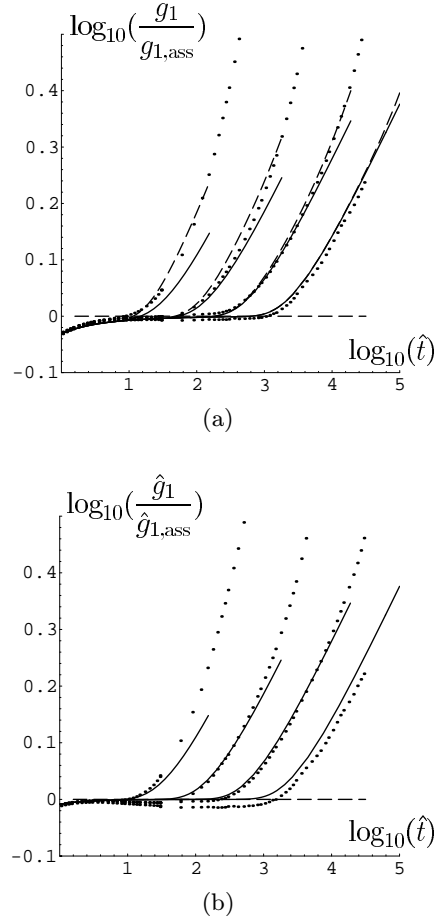 log₁₀(g₁/g₁,ass)
0.4
0.3
0.2
0.1
0
-0.1
1 2 3 4 5
log₁₀(t̂)
(a)
log₁₀(ĝ₁/ĝ₁,ass)
0.4
0.3
0.2
0.1
0
-0.1
1 2 3 4 5
log₁₀(t̂)
(b)